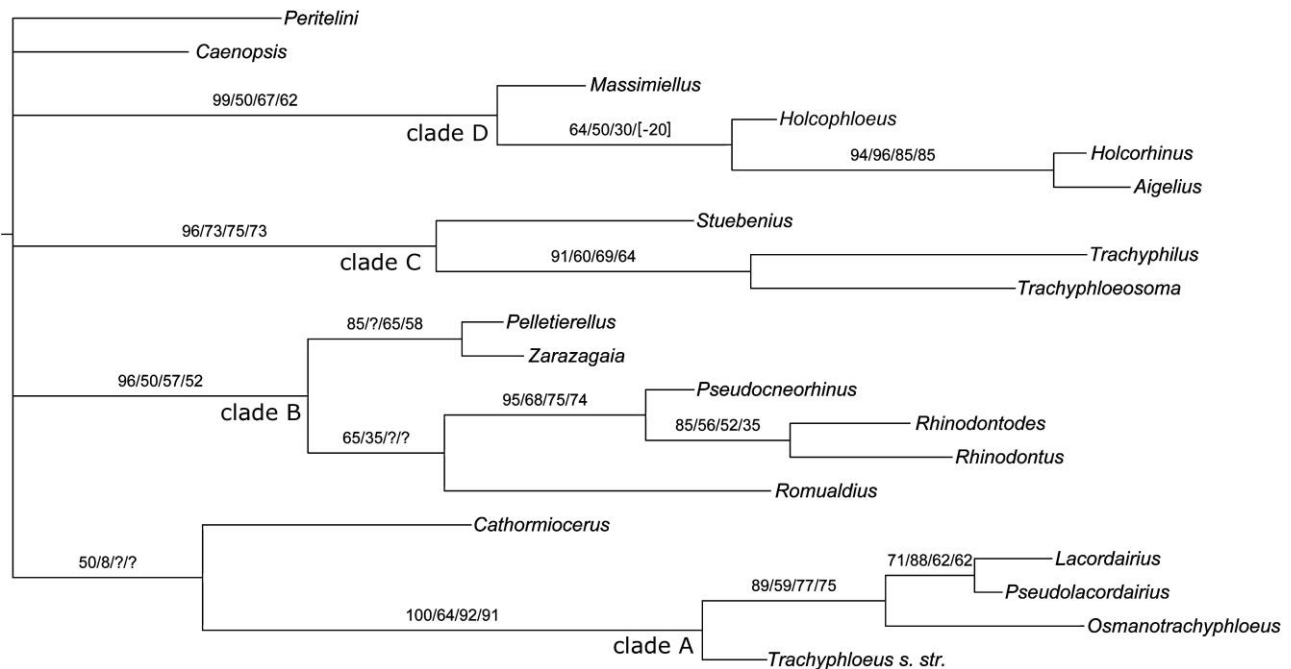 Peritelini
Caenopsis
Massimiellus
99/50/67/62
clade D
Holcophloeus
64/50/30/[-20]
Holcorhinus
94/96/85/85
Aigelius
Stuebenius
96/73/75/73
clade C
Trachyphilus
91/60/69/64
Trachyphloeosoma
Pelletierellus
85/?/65/58
Zarazagaia
96/50/57/52
clade B
Pseudocneorhinus
95/68/75/74
Rhinodontodes
85/56/52/35
65/35/?/?
Rhinodontus
Romualdius
Cathormiocerus
50/8/?/?
Lacordairius
71/88/62/62
89/59/77/75
Pseudolacordairius
100/64/92/91
Osmanotrachyphloeus
clade A
Trachyphloeus s. str.